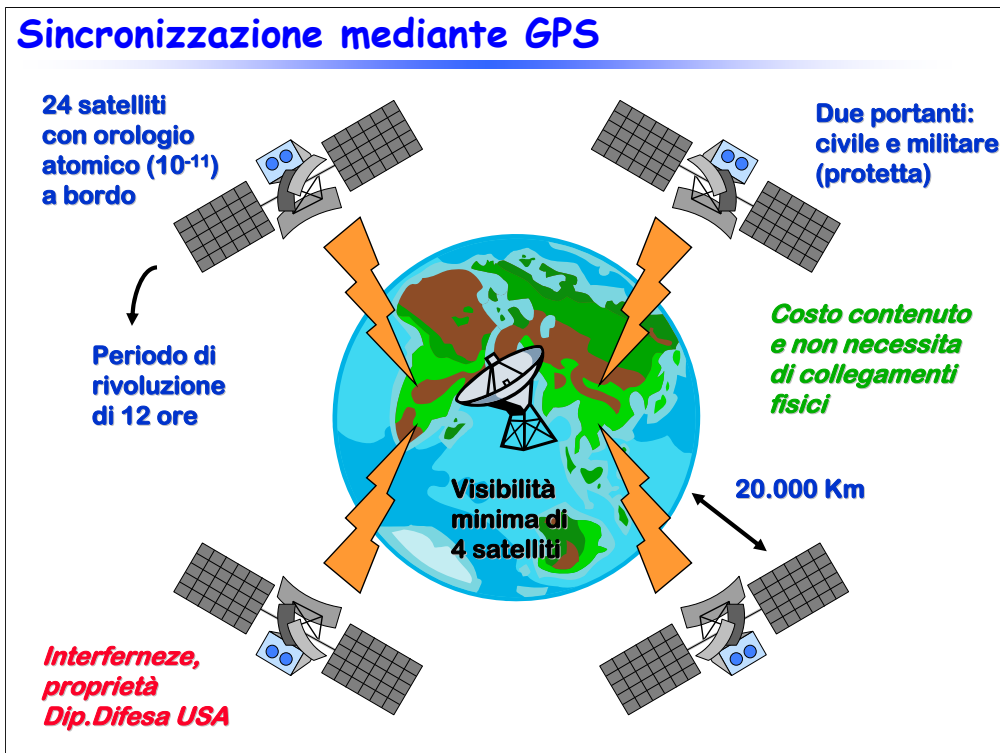 Sincronizzazione mediante GPS
24 satelliti
con orologio
atomico (10⁻¹¹)
a bordo
Due portanti:
civile e militare
(protetta)
Periodo di
rivoluzione
di 12 ore
Costo contenuto
e non necessita
di collegamenti
fisici
Visibilità
minima di
4 satelliti
20.000 Km
Interferneze,
proprietà
Dip.Difesa USA